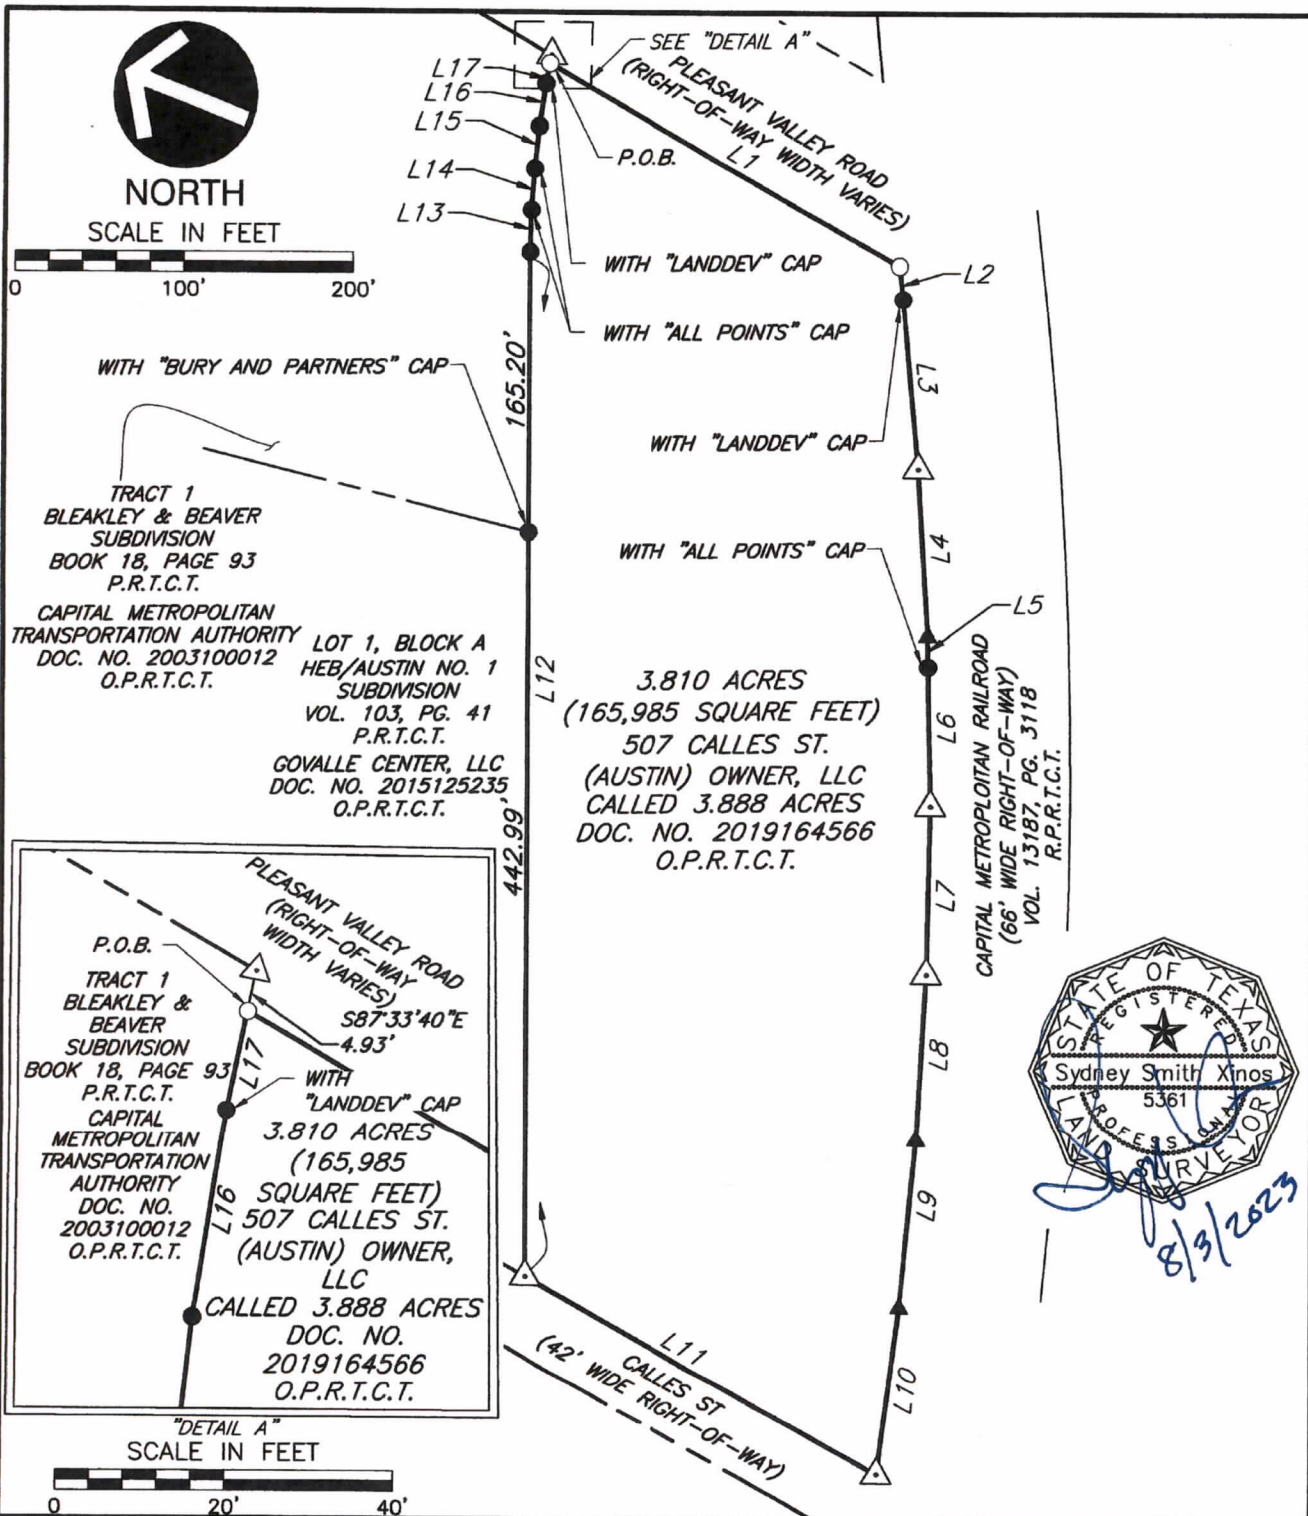 NORTH
SCALE IN FEET
0 100' 200'
SEE "DETAIL A"
PLEASANT VALLEY ROAD
(RIGHT-OF-WAY WIDTH VARIES)
L1
L17
L16
L15
L14
L13
P.O.B.
WITH "LANDDEV" CAP
WITH "ALL POINTS" CAP
L2
L3
165.20'
WITH "BURY AND PARTNERS" CAP
WITH "LANDDEV" CAP
TRACT 1
BLEAKLEY & BEAVER
SUBDIVISION
BOOK 18, PAGE 93
P.R.T.C.T.
CAPITAL METROPOLITAN
TRANSPORTATION AUTHORITY
DOC. NO. 2003100012
O.P.R.T.C.T.
WITH "ALL POINTS" CAP
L4
L5
LOT 1, BLOCK A
HEB/AUSTIN NO. 1
SUBDIVISION
VOL. 103, PG. 41
P.R.T.C.T.
GOVALLE CENTER, LLC
DOC. NO. 2015125235
O.P.R.T.C.T.
L12
442.99'
3.810 ACRES
(165,985 SQUARE FEET)
507 CALLES ST.
(AUSTIN) OWNER, LLC
CALLED 3.888 ACRES
DOC. NO. 2019164566
O.P.R.T.C.T.
L6
L7
L8
L9
L10
CAPITAL METROPLOITAN RAILROAD
(66' WIDE RIGHT-OF-WAY)
VOL. 13187, PG. 3118
R.P.R.T.C.T.
L11
CALLES ST
(42' WIDE RIGHT-OF-WAY)
PLEASANT VALLEY ROAD
(RIGHT-OF-WAY
WIDTH VARIES)
P.O.B.
S87°33'40"E
4.93'
TRACT 1
BLEAKLEY &
BEAVER
SUBDIVISION
BOOK 18, PAGE 93
P.R.T.C.T.
CAPITAL
METROPOLITAN
TRANSPORTATION
AUTHORITY
DOC. NO.
2003100012
O.P.R.T.C.T.
L17
L16
WITH
"LANDDEV" CAP
3.810 ACRES
(165,985
SQUARE FEET)
507 CALLES ST.
(AUSTIN) OWNER,
LLC
CALLED 3.888 ACRES
DOC. NO.
2019164566
O.P.R.T.C.T.
"DETAIL A"
SCALE IN FEET
0 20' 40'
STATE OF TEXAS
REGISTERED
Sydney Smith Xinos
5361
PROFESSIONAL
LAND SURVEYOR
8/3/2023